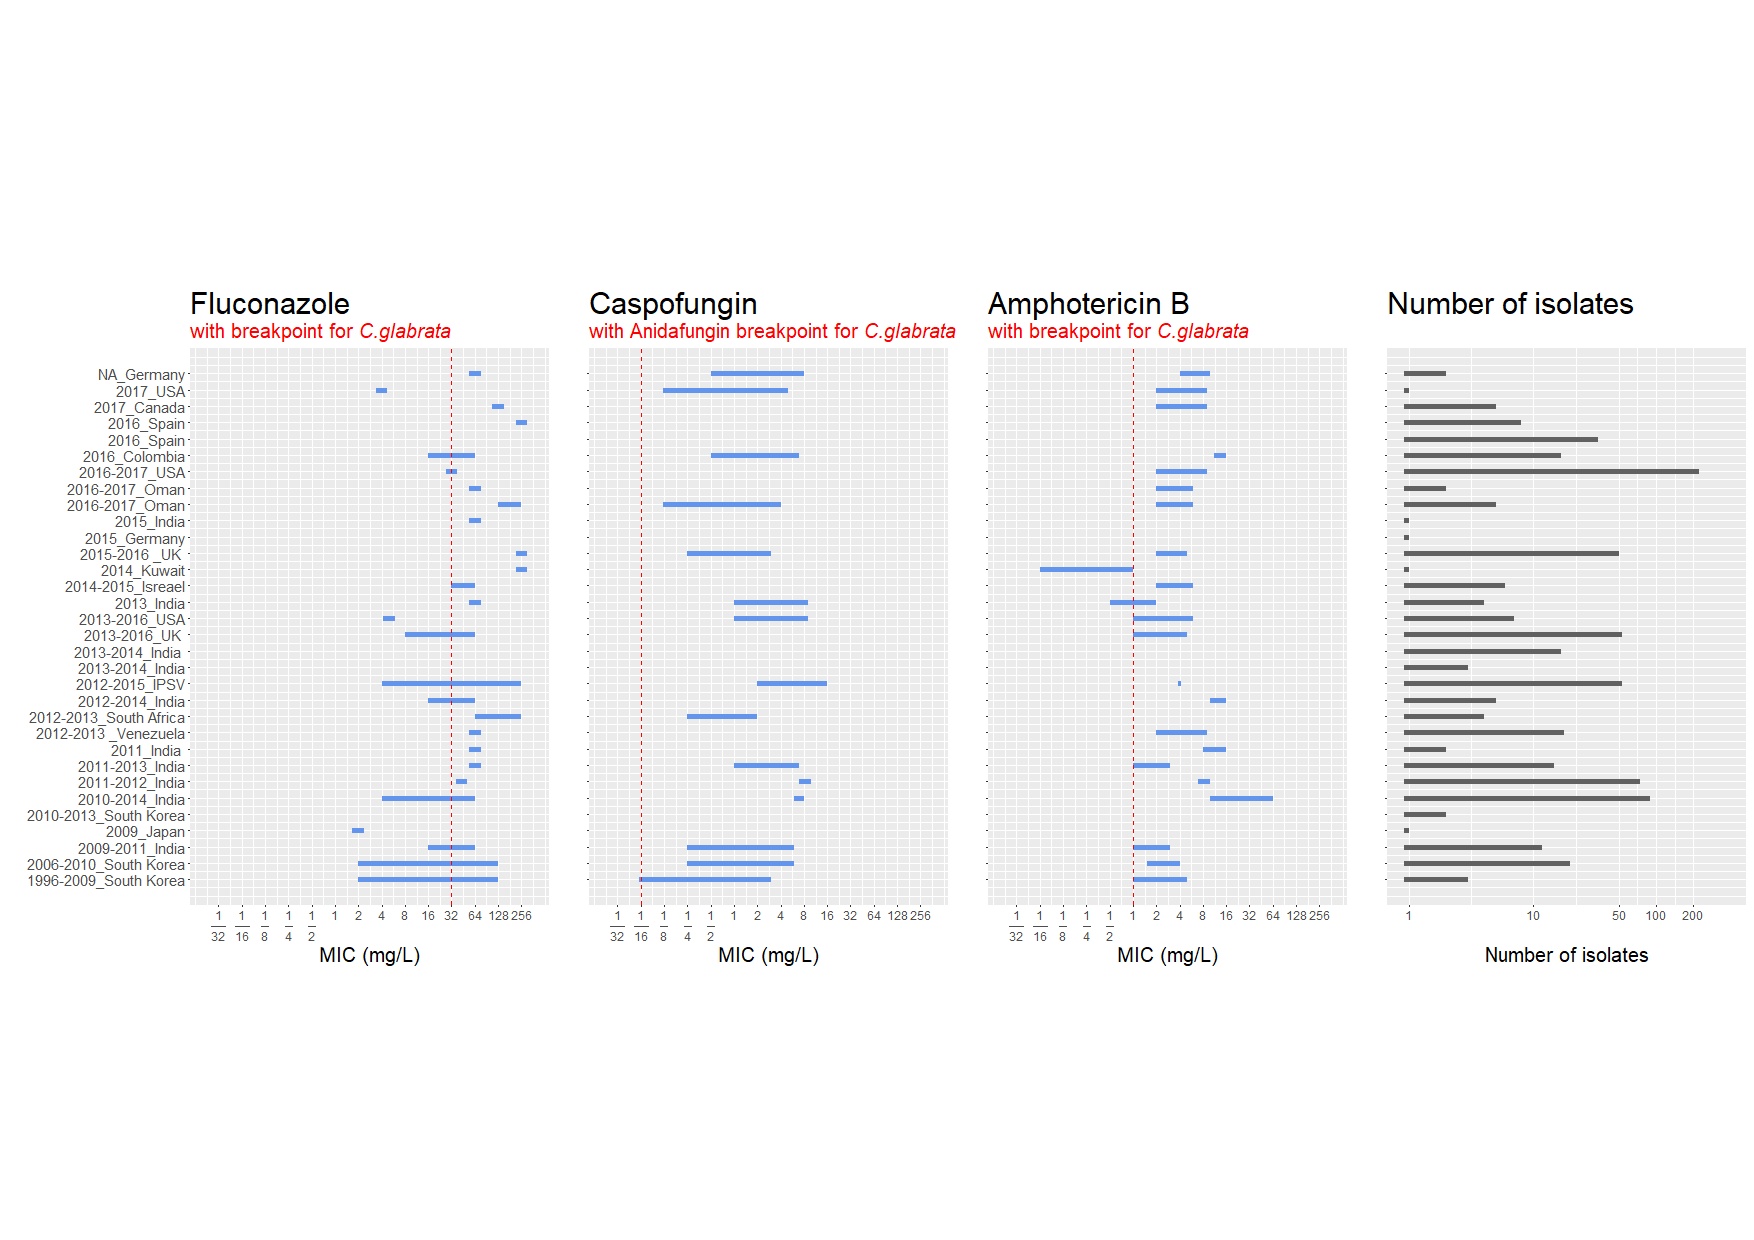 Fluconazole
with breakpoint for C.glabrata
Caspofungin
with Anidafungin breakpoint for C.glabrata
Amphotericin B
with breakpoint for C.glabrata
Number of isolates
NA_Germany
2017_USA
2017_Canada
2016_Spain
2016_Spain
2016_Colombia
2016-2017_USA
2016-2017_Oman
2016-2017_Oman
2015_India
2015_Germany
2015-2016 _UK
2014_Kuwait
2014-2015_Isreael
2013_India
2013-2016_USA
2013-2016_UK
2013-2014_India
2013-2014_India
2012-2015_IPSV
2012-2014_India
2012-2013_South Africa
2012-2013 _Venezuela
2011_India
2011-2013_India
2011-2012_India
2010-2014_India
2010-2013_South Korea
2009_Japan
2009-2011_India
2006-2010_South Korea
1996-2009_South Korea
1/32 1/16 1/8 1/4 1/2 1 2 4 8 16 32 64 128 256
MIC (mg/L)
1/32 1/16 1/8 1/4 1/2 1 2 4 8 16 32 64 128 256
MIC (mg/L)
1/32 1/16 1/8 1/4 1/2 1 2 4 8 16 32 64 128 256
MIC (mg/L)
1 10 50 100 200
Number of isolates